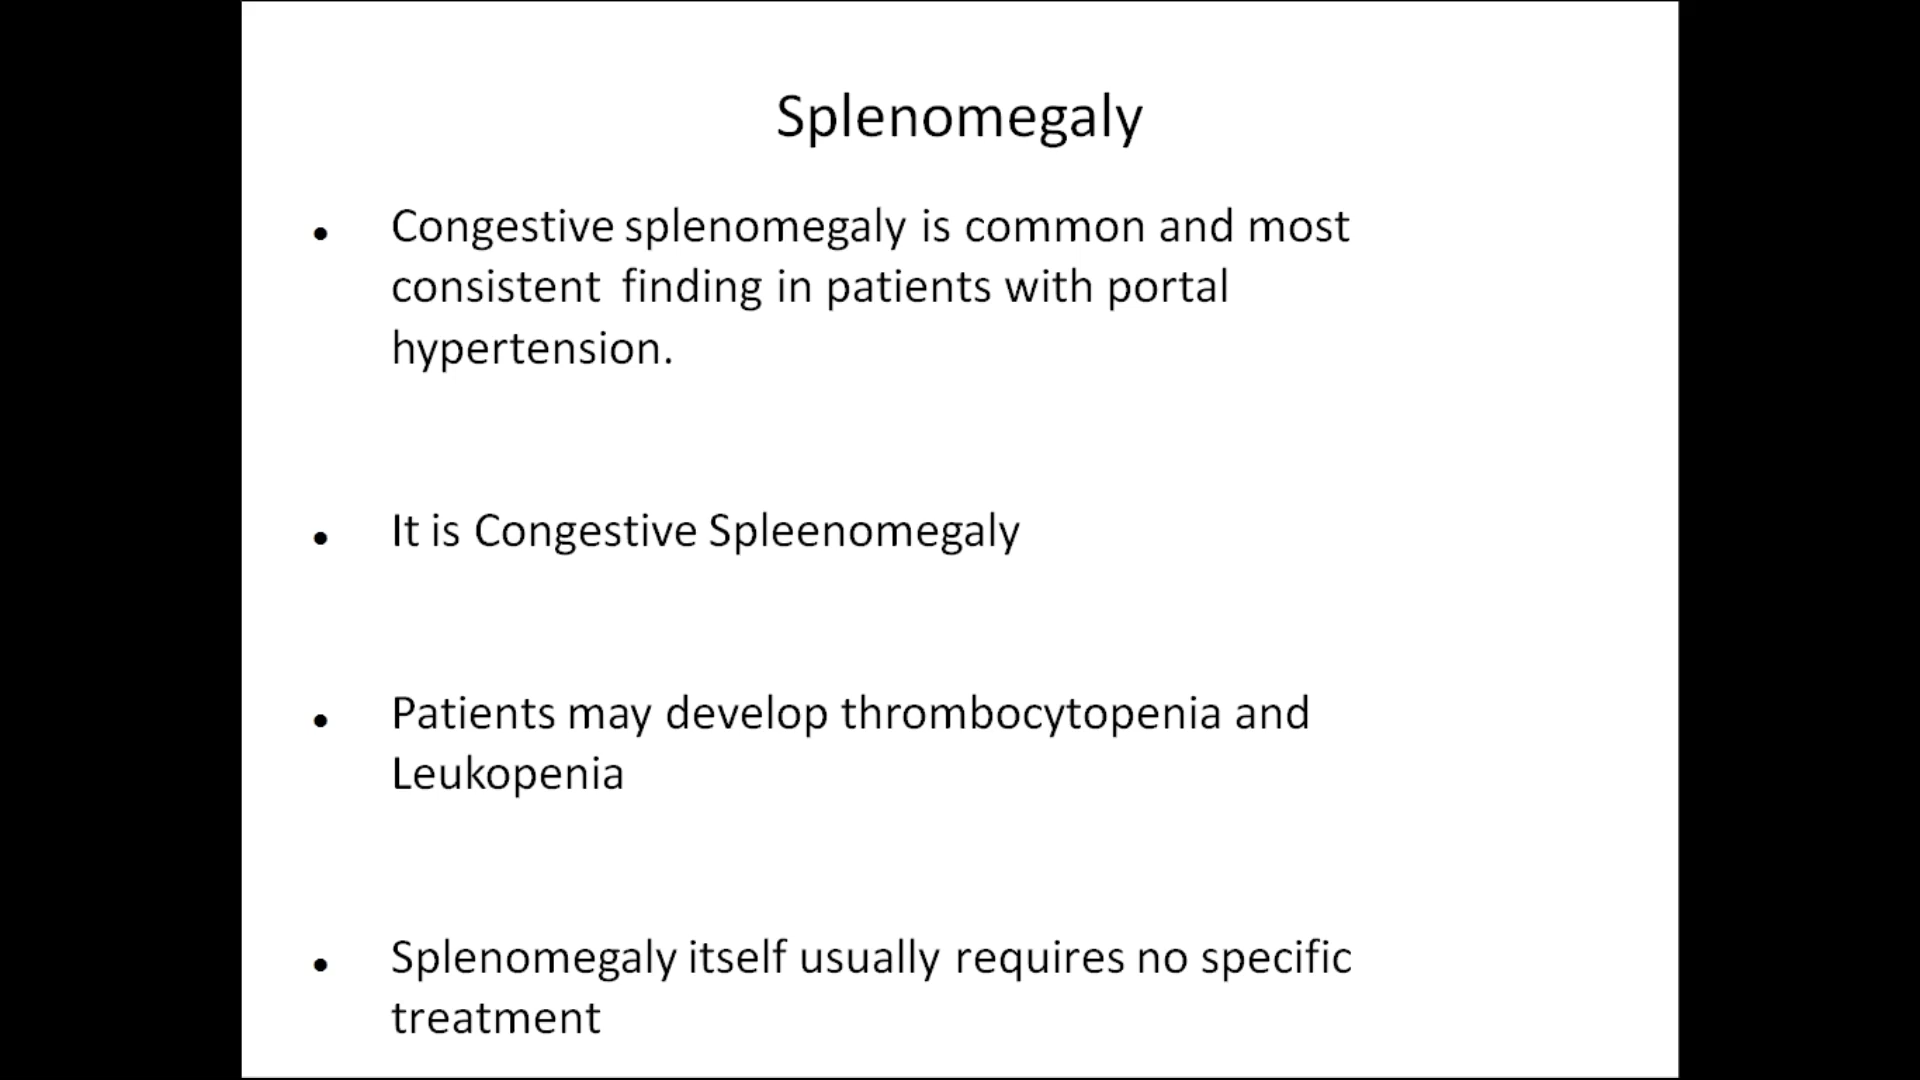 Splenomegaly
• Congestive splenomegaly is common and most
consistent finding in patients with portal
hypertension.
• It is Congestive Spleenomegaly
• Patients may develop thrombocytopenia and
Leukopenia
• Splenomegaly itself usually requires no specific
treatment